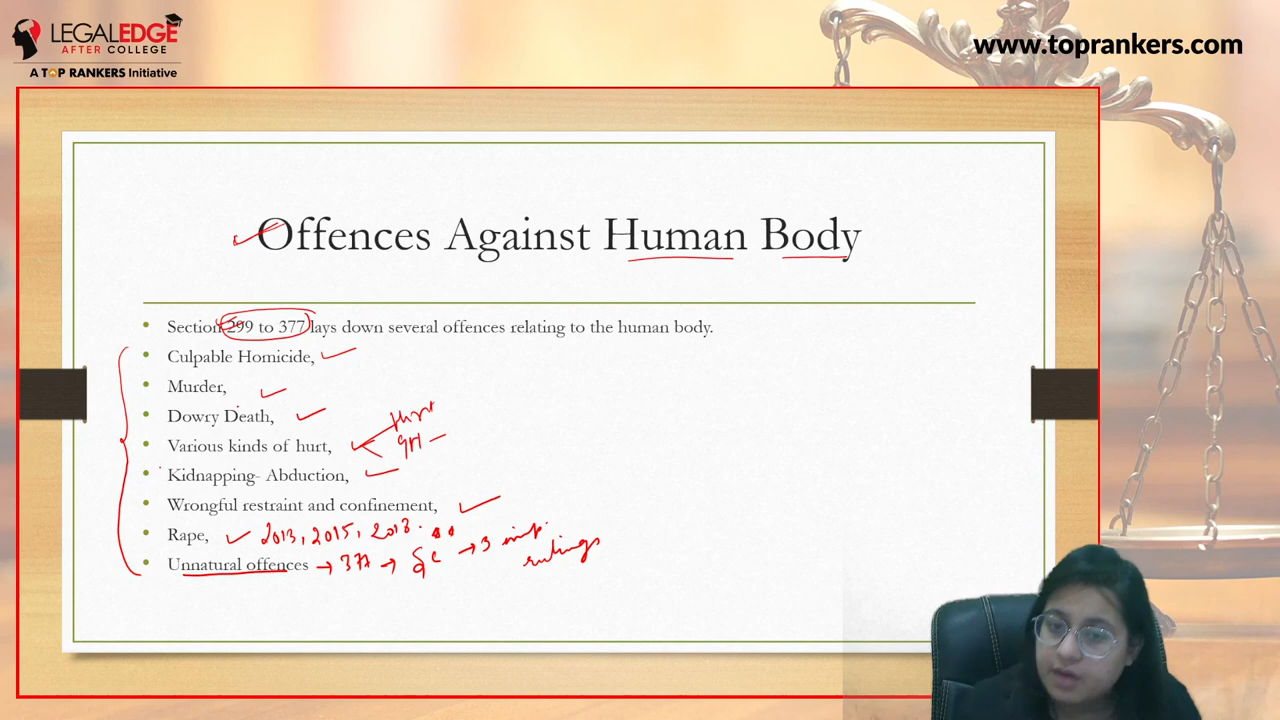 LEGALEDGE
AFTER COLLEGE
A TOP RANKERS Initiative
www.toprankers.com
Offences Against Human Body
• Section 299 to 377 lays down several offences relating to the human body.
• Culpable Homicide,
• Murder,
• Dowry Death,
• Various kinds of hurt, hurt
GH –
• Kidnapping- Abduction,
• Wrongful restraint and confinement,
• Rape, 2013, 2015, 2018.
• Unnatural offences → 377 → SC → 3 imp.
rulings